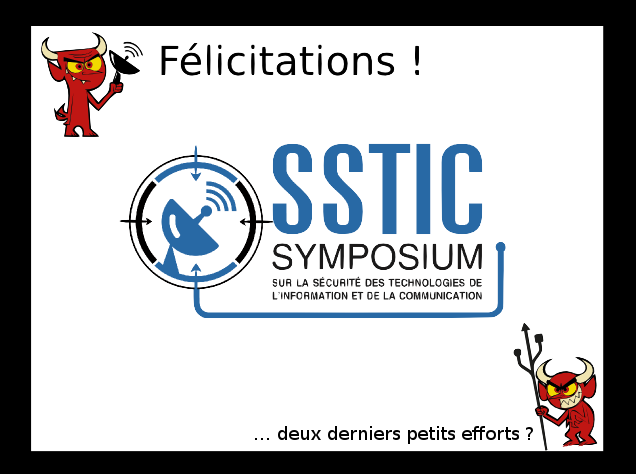 Félicitations !
SSTIC
SYMPOSIUM
SUR LA SÉCURITÉ DES TECHNOLOGIES DE
L'INFORMATION ET DE LA COMMUNICATION
... deux derniers petits efforts ?